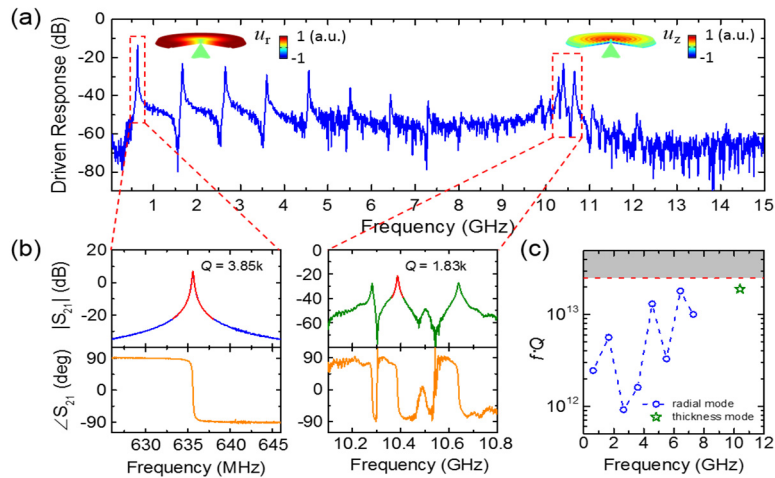 (a)
u_r 1 (a.u.) -1
u_z 1 (a.u.) -1
Driven Response (dB)
0
-20
-40
-60
-80
1 2 3 4 5 6 7 8 9 10 11 12 13 14 15
Frequency (GHz)
(b)
|S21| (dB)
20
0
-20
Q = 3.85k
0
-20
-40
-60
Q = 1.83k
∠S21 (deg)
90
0
-90
630 635 640 645
Frequency (MHz)
90
0
-90
10.2 10.4 10.6 10.8
Frequency (GHz)
(c)
f·Q
10^13
10^12
radial mode
thickness mode
0 2 4 6 8 10 12
Frequency (GHz)